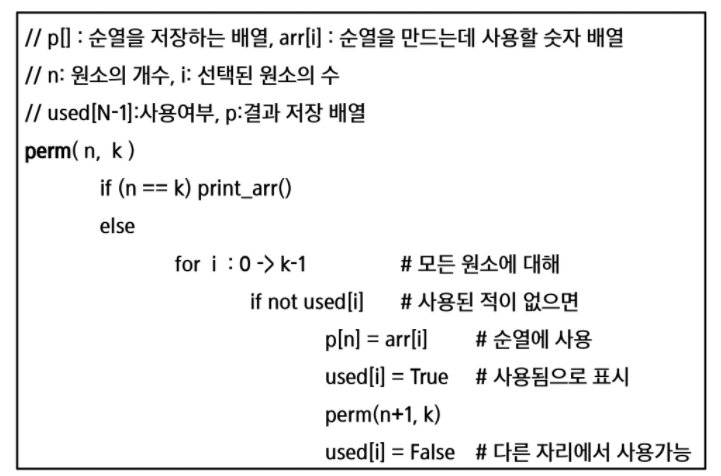 // p[] : 순열을 저장하는 배열, arr[i] : 순열을 만드는데 사용할 숫자 배열
// n: 원소의 개수, i: 선택된 원소의 수
// used[N-1]:사용여부, p:결과 저장 배열
perm( n, k )
if (n == k) print_arr()
else
for i : 0 -> k-1 # 모든 원소에 대해
if not used[i] # 사용된 적이 없으면
p[n] = arr[i] # 순열에 사용
used[i] = True # 사용됨으로 표시
perm(n+1, k)
used[i] = False # 다른 자리에서 사용가능